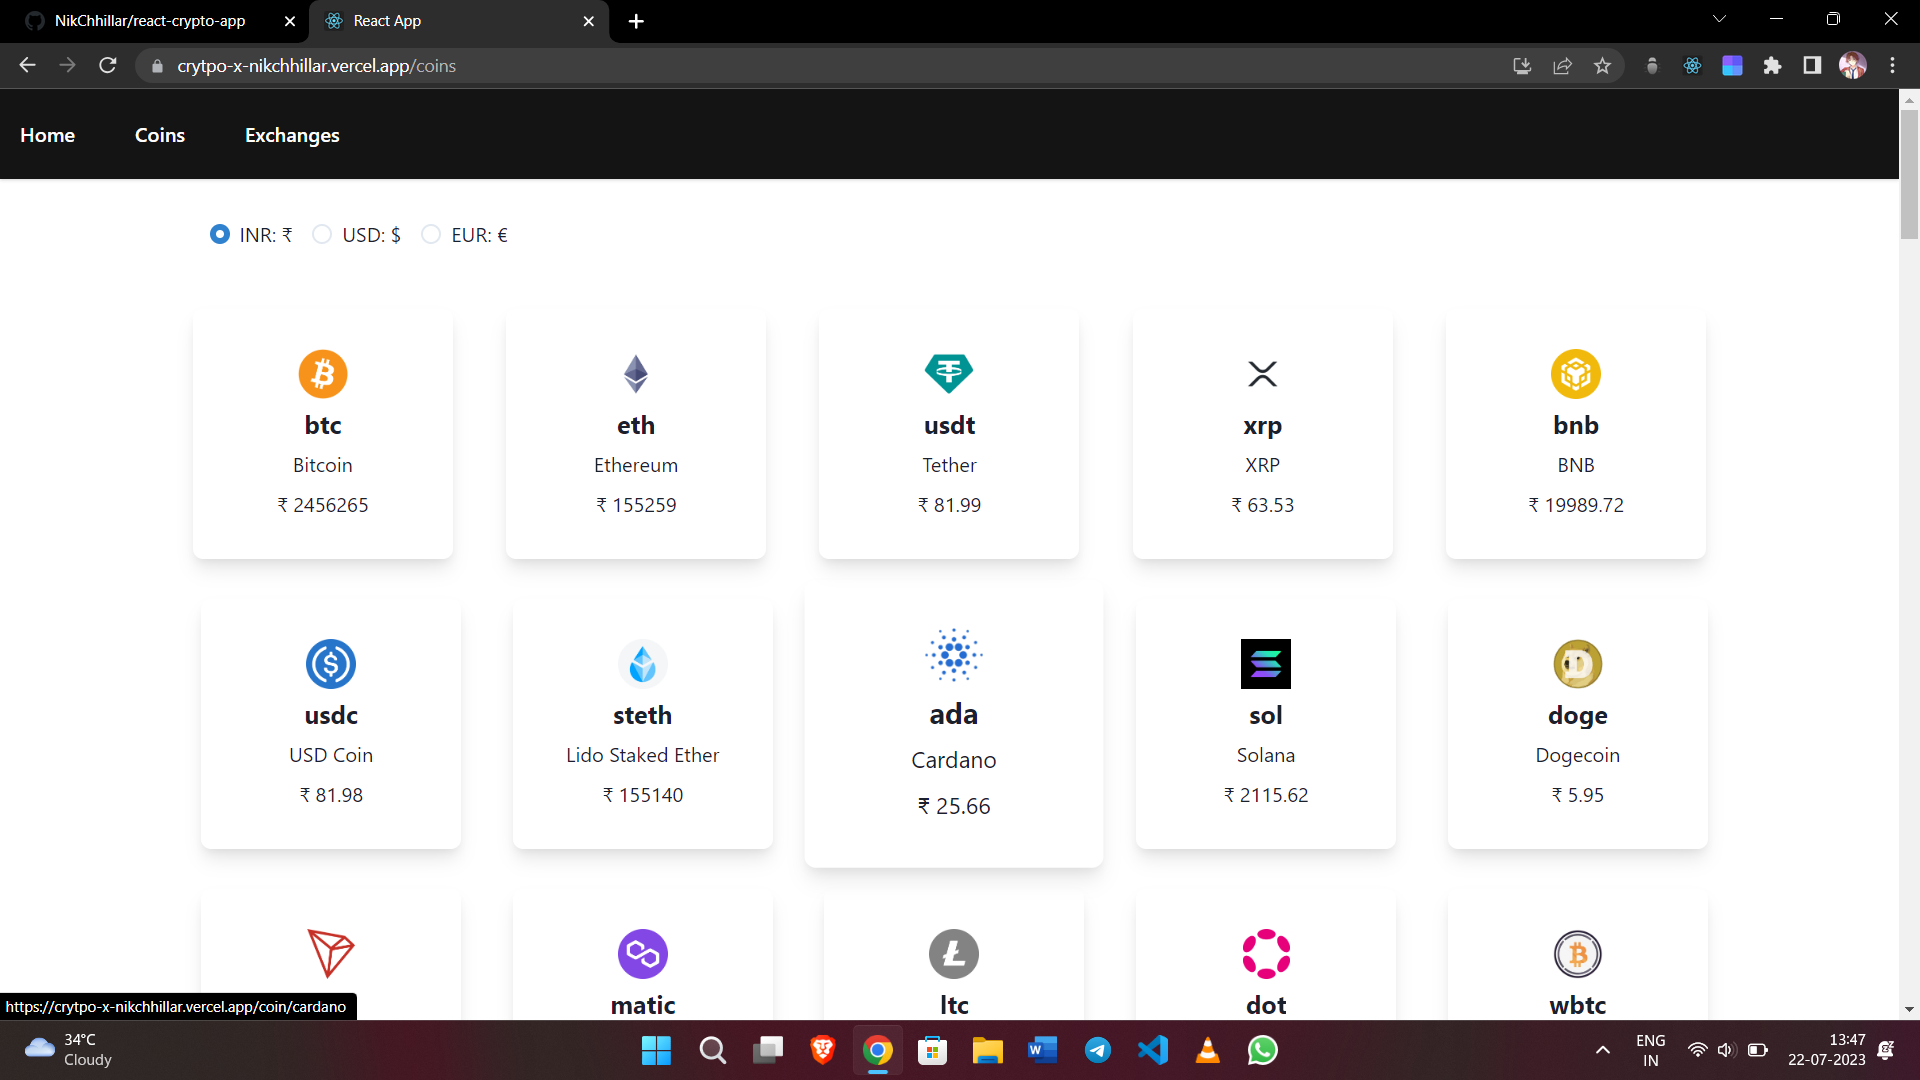 NikChhillar/react-crypto-app
React App
crytpo-x-nikchhillar.vercel.app/coins
Home Coins Exchanges
INR: ₹ USD: $ EUR: €
btc
Bitcoin
₹ 2456265
eth
Ethereum
₹ 155259
usdt
Tether
₹ 81.99
xrp
XRP
₹ 63.53
bnb
BNB
₹ 19989.72
usdc
USD Coin
₹ 81.98
steth
Lido Staked Ether
₹ 155140
ada
Cardano
₹ 25.66
sol
Solana
₹ 2115.62
doge
Dogecoin
₹ 5.95
matic
ltc
dot
wbtc
https://crytpo-x-nikchhillar.vercel.app/coin/cardano
34°C
Cloudy
ENG
IN
13:47
22-07-2023